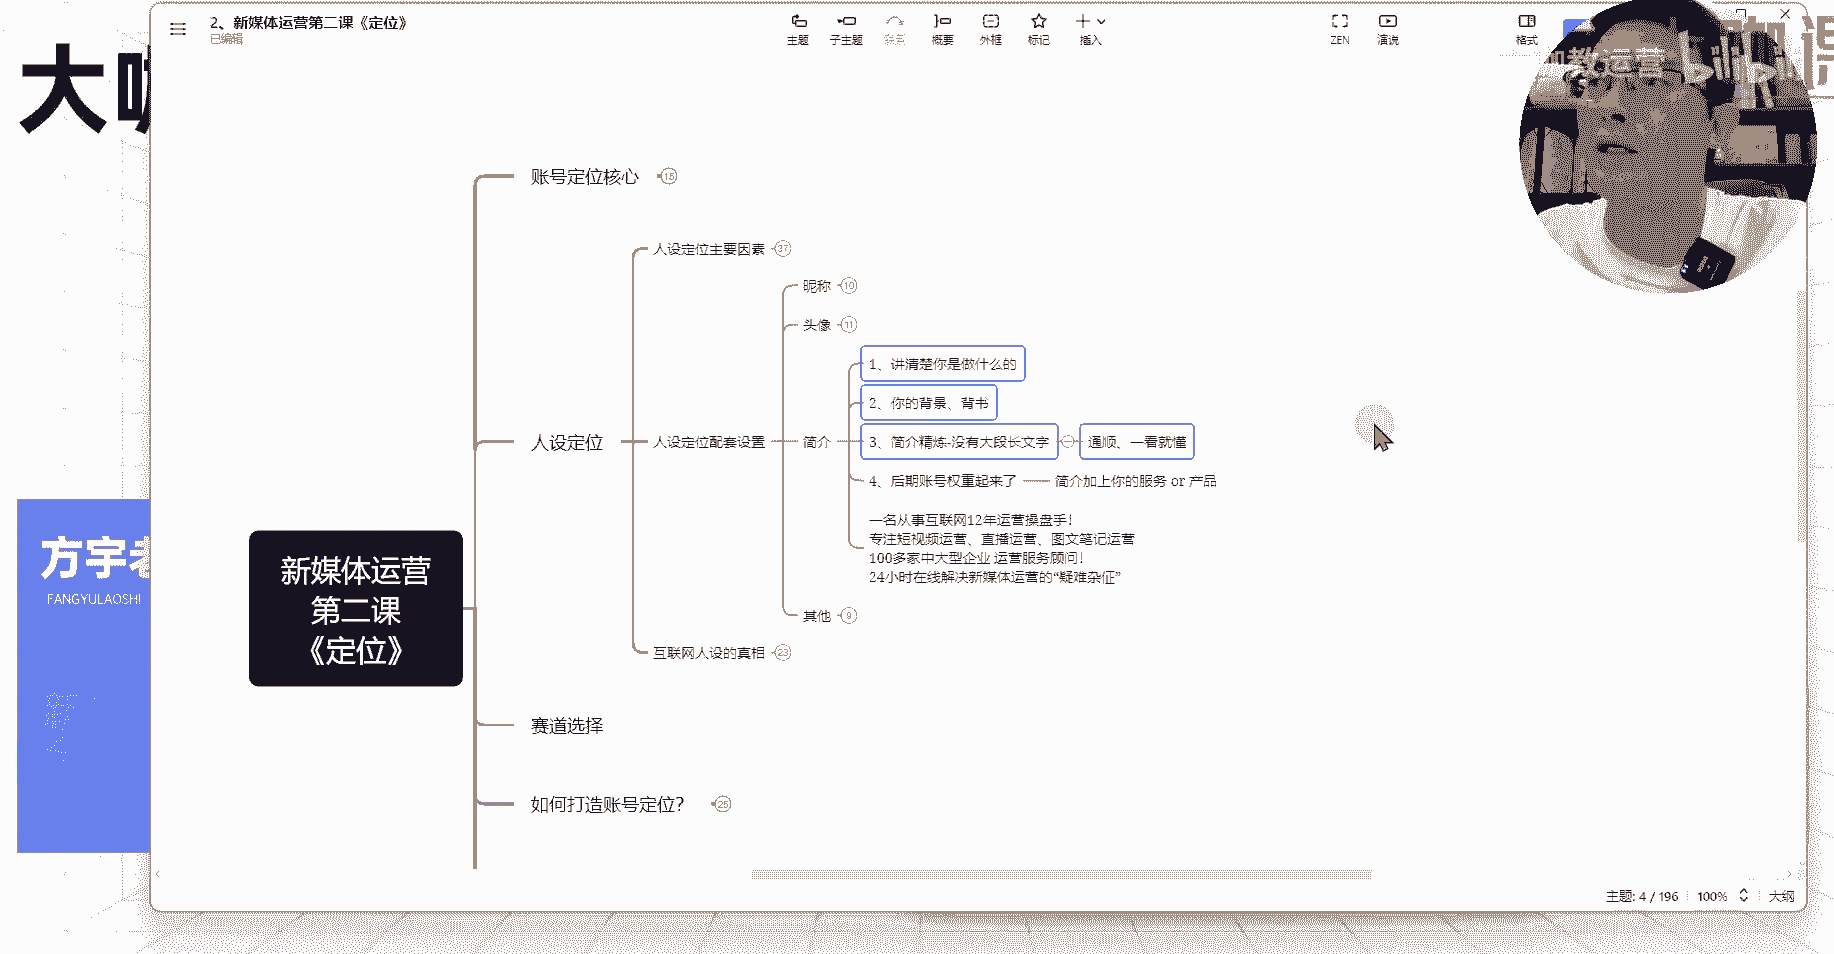 2、新媒体运营第二课《定位》
已编辑
主题
子主题
联系
概要
外框
标记
插入
ZEN
演说
格式
教运营
bilibili
大咖
课
账号定位核心
15
人设定位主要因素
37
昵称
10
头像
11
1、讲清楚你是做什么的
2、你的背景、背书
人设定位
人设定位配套设置
简介
3、简介精炼-没有大段长文字
通顺、一看就懂
4、后期账号权重起来了
简介加上你的服务 or 产品
一名从事互联网12年运营操盘手！
专注短视频运营、直播运营、图文笔记运营
100多家中大型企业 运营服务顾问！
24小时在线解决新媒体运营的“疑难杂征”
其他
9
互联网人设的真相
23
新媒体运营
第二课
《定位》
方宇老
FANGYULAOSHI
赛道选择
如何打造账号定位？
25
主题: 4 / 196
100%
大纲